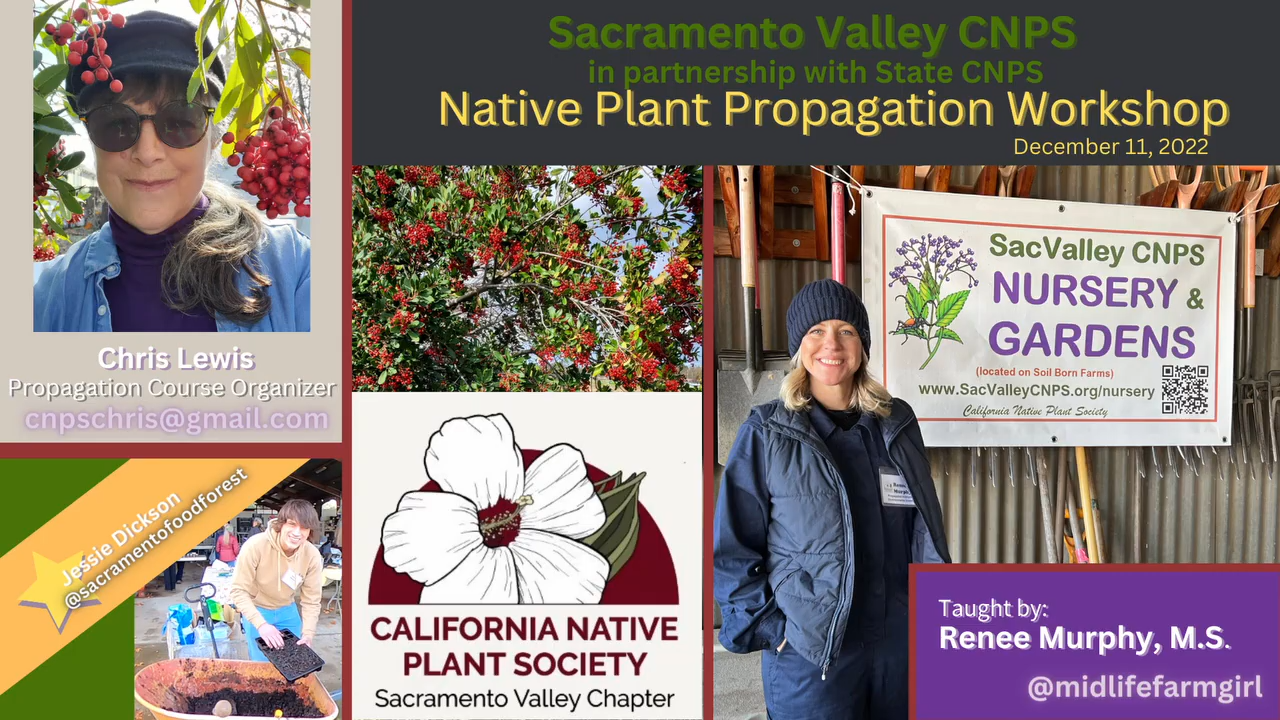 Sacramento Valley CNPS
in partnership with State CNPS
Native Plant Propagation Workshop
December 11, 2022
Chris Lewis
Propagation Course Organizer
cnpschris@gmail.com
Jessie Dickson
@sacramentofoodforest
CALIFORNIA NATIVE
PLANT SOCIETY
Sacramento Valley Chapter
SacValley CNPS
NURSERY &
GARDENS
(located on Soil Born Farms)
www.SacValleyCNPS.org/nursery
California Native Plant Society
Renee
Murphy
Taught by:
Renee Murphy, M.S.
@midlifefarmgirl